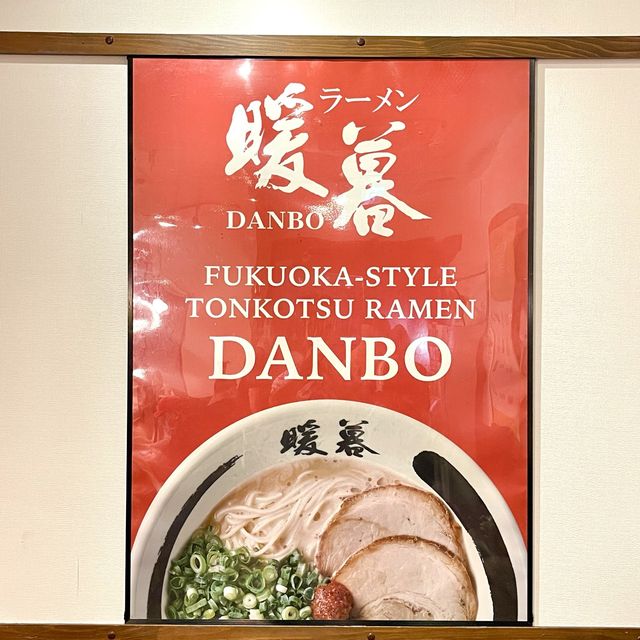 ラーメン
暖暮
DANBO
FUKUOKA-STYLE
TONKOTSU RAMEN
DANBO
暖暮